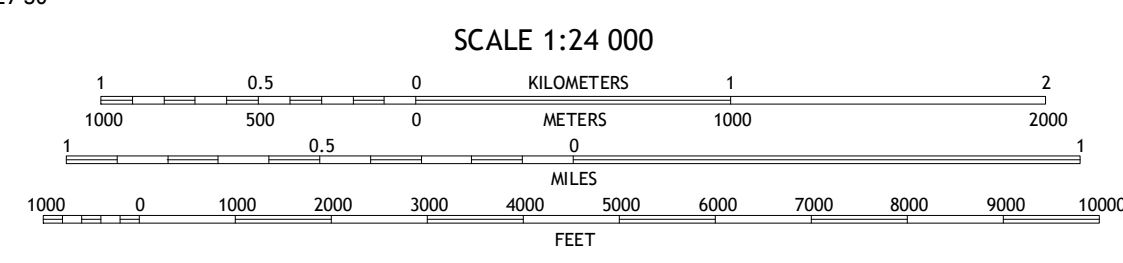 SCALE 1:24 000
1 0.5 0 KILOMETERS 1 2
1000 500 0 METERS 1000 2000
1 0.5 0 1
MILES
1000 0 1000 2000 3000 4000 5000 6000 7000 8000 9000 10000
FEET